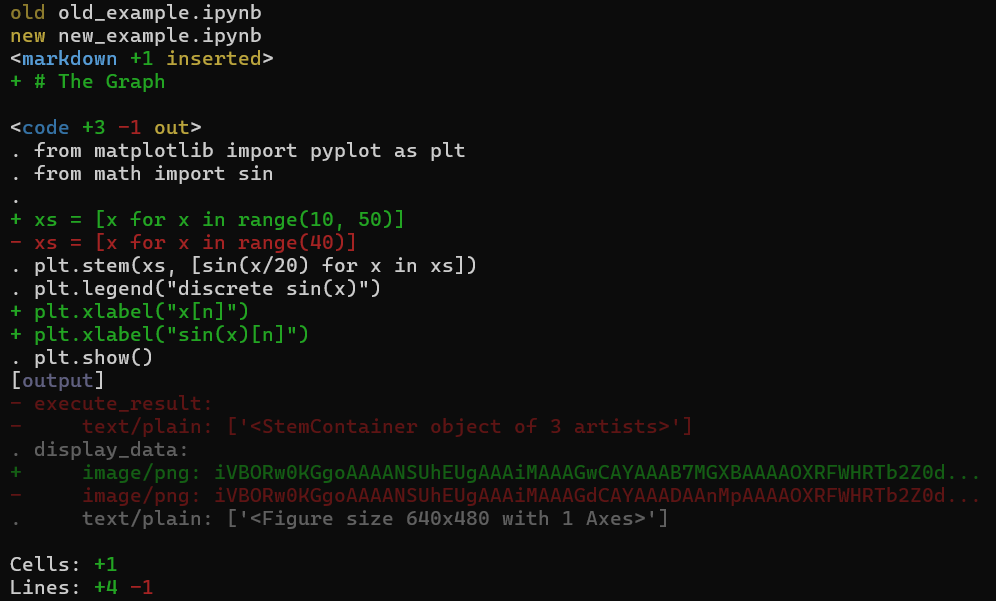 old old_example.ipynb
new new_example.ipynb
<markdown +1 inserted>
+ # The Graph

<code +3 -1 out>
. from matplotlib import pyplot as plt
. from math import sin
.
+ xs = [x for x in range(10, 50)]
- xs = [x for x in range(40)]
. plt.stem(xs, [sin(x/20) for x in xs])
. plt.legend("discrete sin(x)")
+ plt.xlabel("x[n]")
+ plt.xlabel("sin(x)[n]")
. plt.show()
[output]
- execute_result:
-     text/plain: ['<StemContainer object of 3 artists>']
. display_data:
+     image/png: iVBORw0KGgoAAAANSUhEUgAAAiMAAAGwCAYAAAB7MGXBAAAAOXRFWHRTb2Z0d...
-     image/png: iVBORw0KGgoAAAANSUhEUgAAAiMAAAGdCAYAAADAAnMpAAAAOXRFWHRTb2Z0d...
.     text/plain: ['<Figure size 640x480 with 1 Axes>']

Cells: +1
Lines: +4 -1